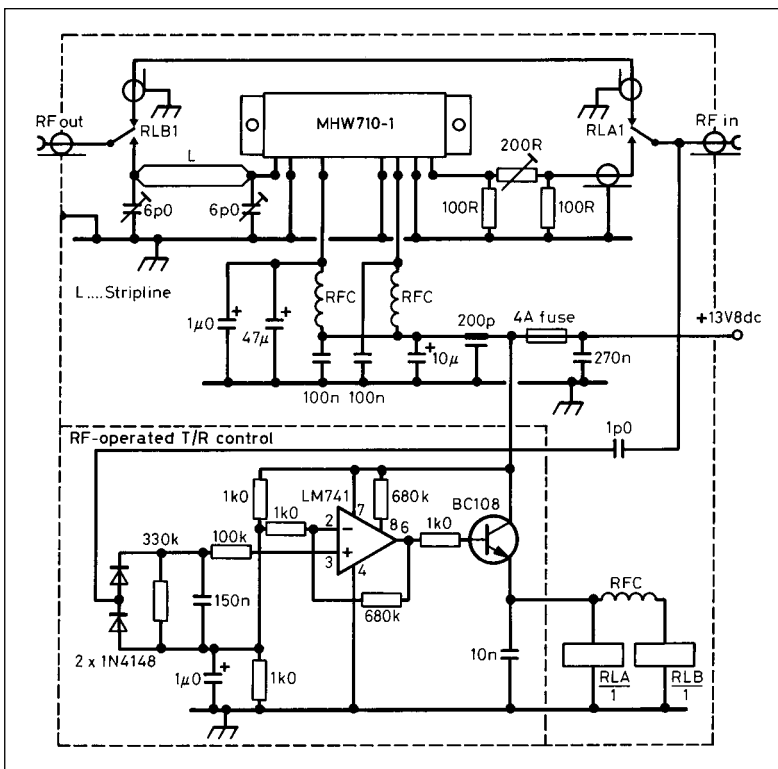 RF out
RLB1
MHW710-1
RLA1
RF in
200R
L
6p0
6p0
100R
100R
L....Stripline
1µ0
+
47µ
+
RFC
RFC
100n
100n
+
10µ
200p
4A fuse
270n
+13V8dc
RF-operated T/R control
1p0
1k0
LM741
680k
BC108
1k0
2
7
8
6
1k0
330k
100k
3
4
150n
680k
RFC
2 x 1N4148
1µ0
+
1k0
10n
RLA
1
RLB
1